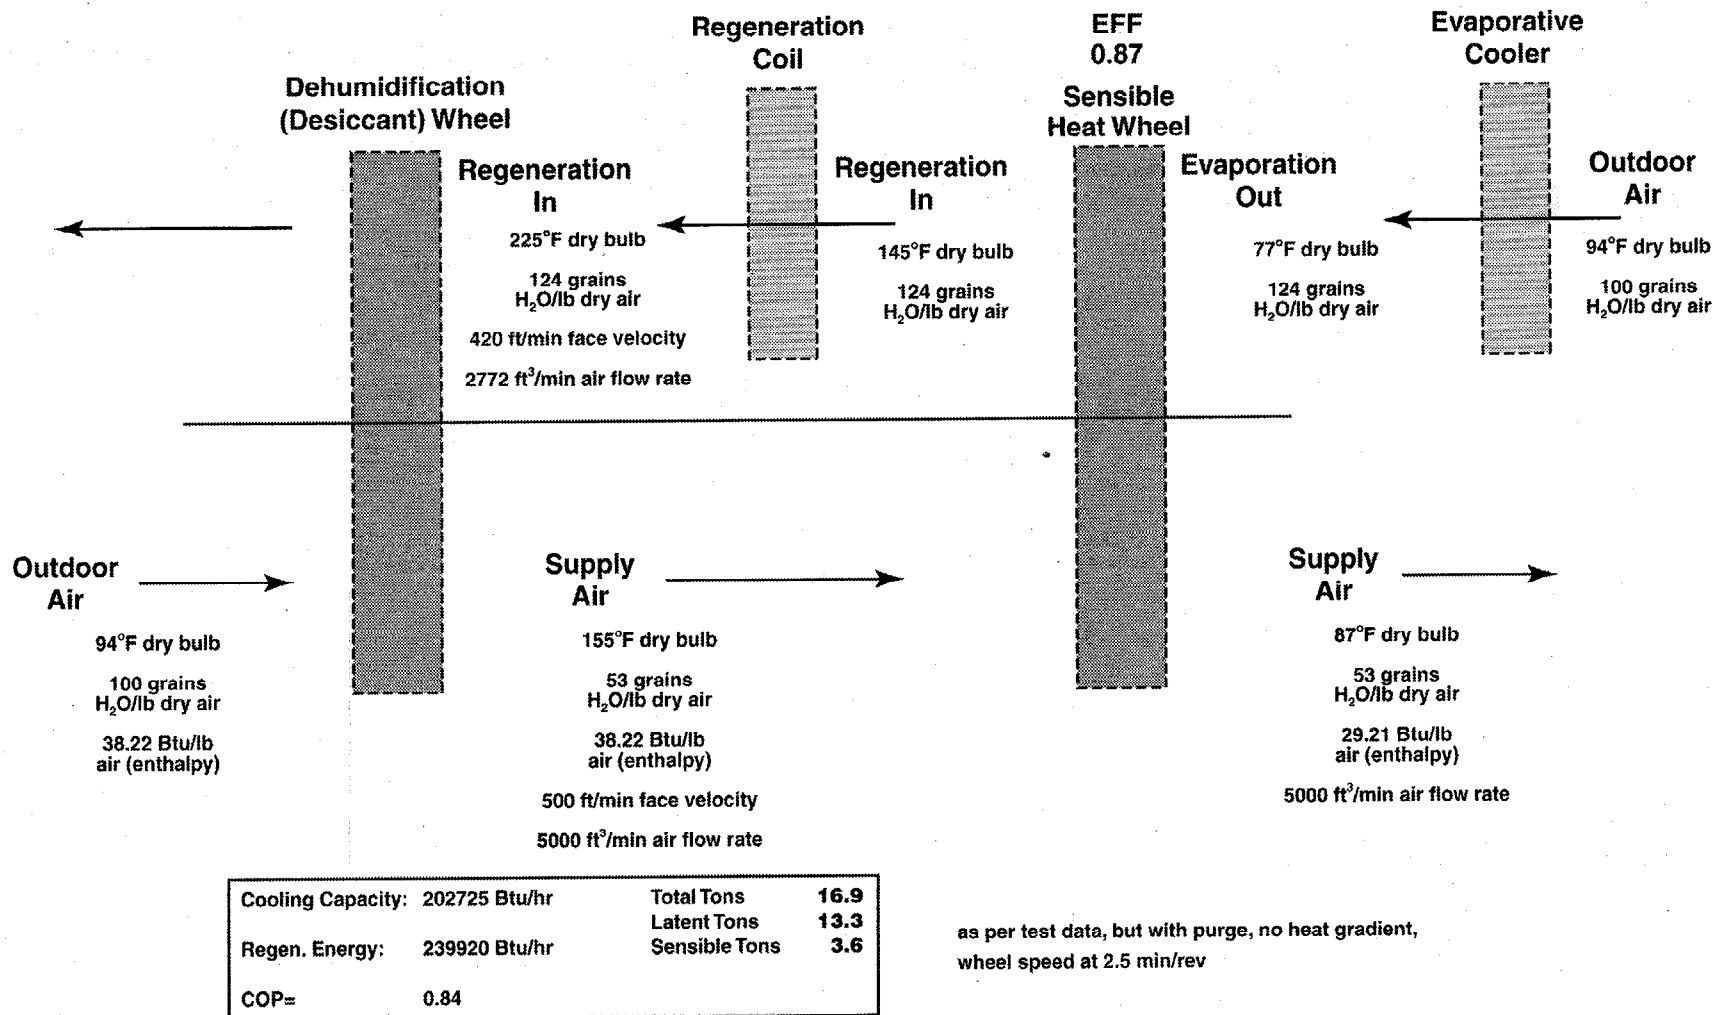 Regeneration
Coil
EFF
0.87
Evaporative
Cooler
Dehumidification
(Desiccant) Wheel
Sensible
Heat Wheel
Regeneration
In
225°F dry bulb
124 grains
H₂O/lb dry air
420 ft/min face velocity
2772 ft³/min air flow rate
Regeneration
In
145°F dry bulb
124 grains
H₂O/lb dry air
Evaporation
Out
77°F dry bulb
124 grains
H₂O/lb dry air
Outdoor
Air
94°F dry bulb
100 grains
H₂O/lb dry air
Outdoor
Air
94°F dry bulb
100 grains
H₂O/lb dry air
38.22 Btu/lb
air (enthalpy)
Supply
Air
155°F dry bulb
53 grains
H₂O/lb dry air
38.22 Btu/lb
air (enthalpy)
500 ft/min face velocity
5000 ft³/min air flow rate
Supply
Air
87°F dry bulb
53 grains
H₂O/lb dry air
29.21 Btu/lb
air (enthalpy)
5000 ft³/min air flow rate
Cooling Capacity: 202725 Btu/hr Total Tons 16.9
Latent Tons 13.3
Regen. Energy: 239920 Btu/hr Sensible Tons 3.6
COP= 0.84
as per test data, but with purge, no heat gradient,
wheel speed at 2.5 min/rev